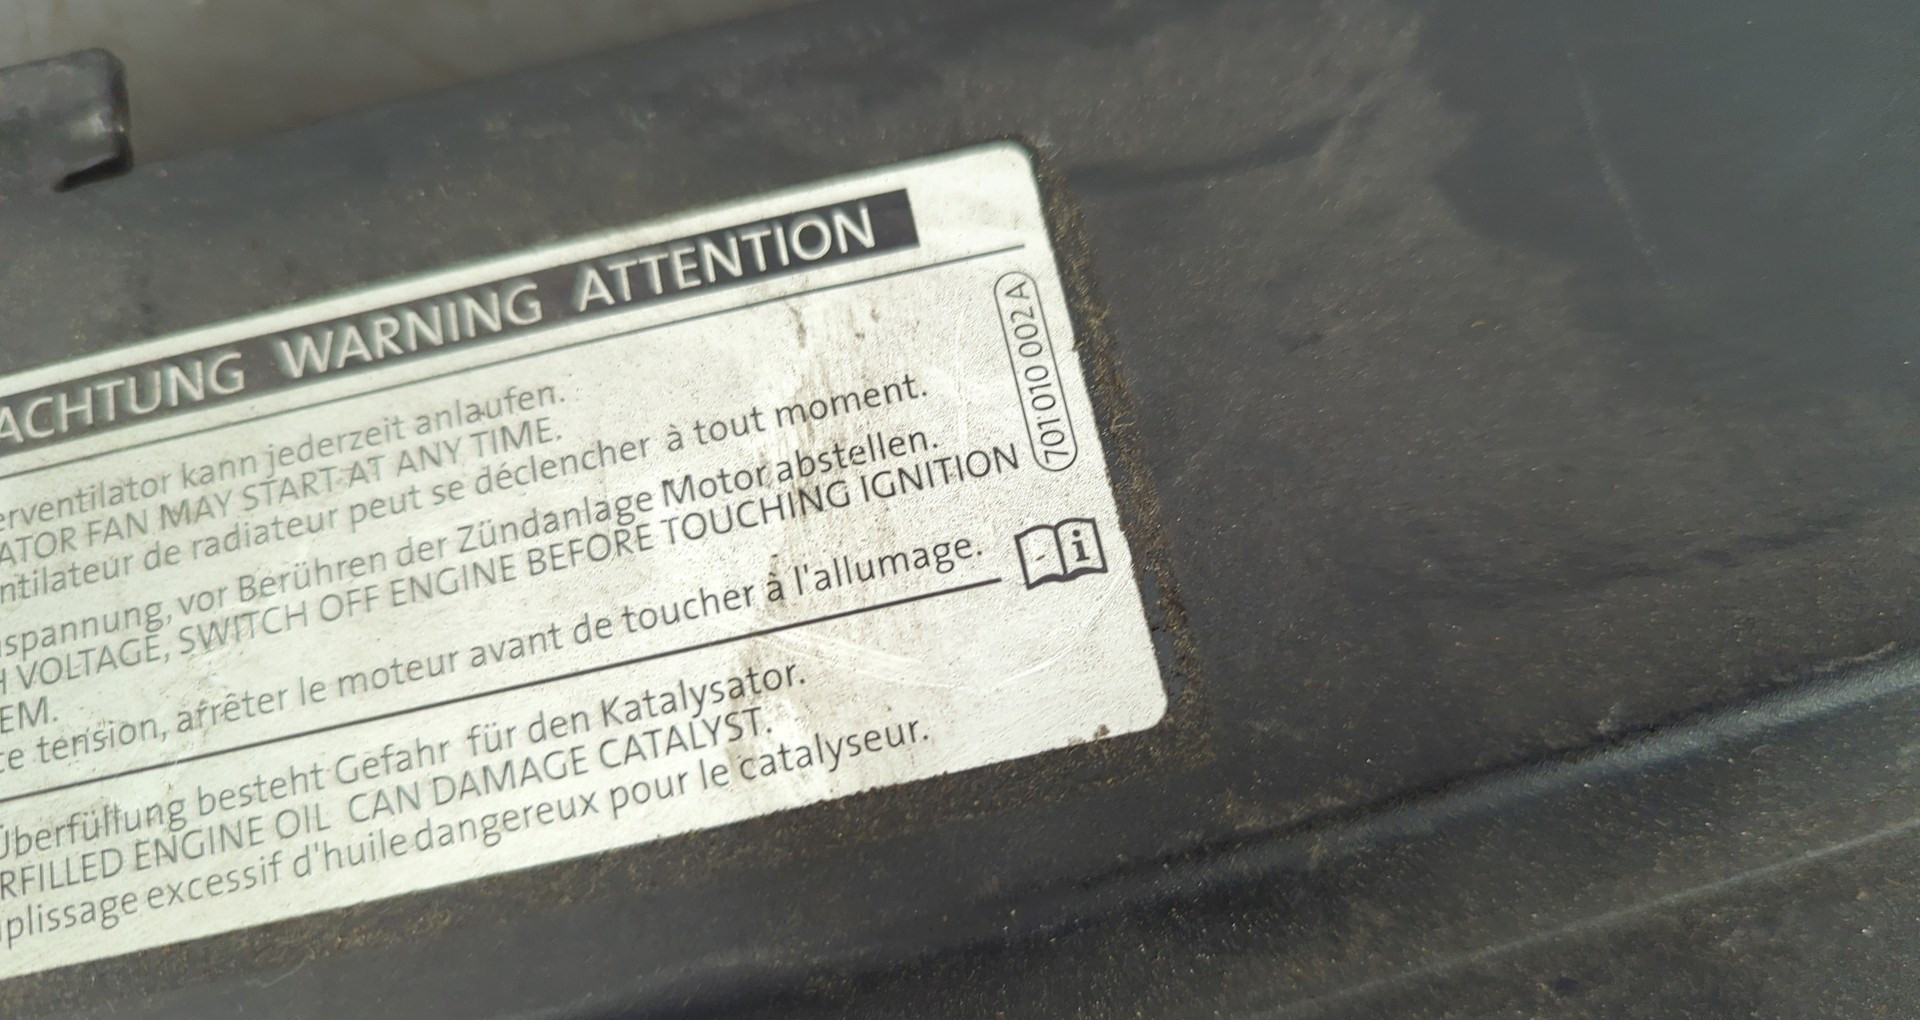 ACHTUNG WARNING ATTENTION
erventilator kann jederzeit anlaufen.
ATOR FAN MAY START AT ANY TIME.
ntilateur de radiateur peut se déclencher à tout moment.
spannung, vor Berühren der Zündanlage Motor abstellen.
H VOLTAGE, SWITCH OFF ENGINE BEFORE TOUCHING IGNITION
EM.
te tension, arrêter le moteur avant de toucher à l'allumage.
Überfüllung besteht Gefahr für den Katalysator.
RFILLED ENGINE OIL CAN DAMAGE CATALYST.
plissage excessif d'huile dangereux pour le catalyseur.
701 010 002 A
i